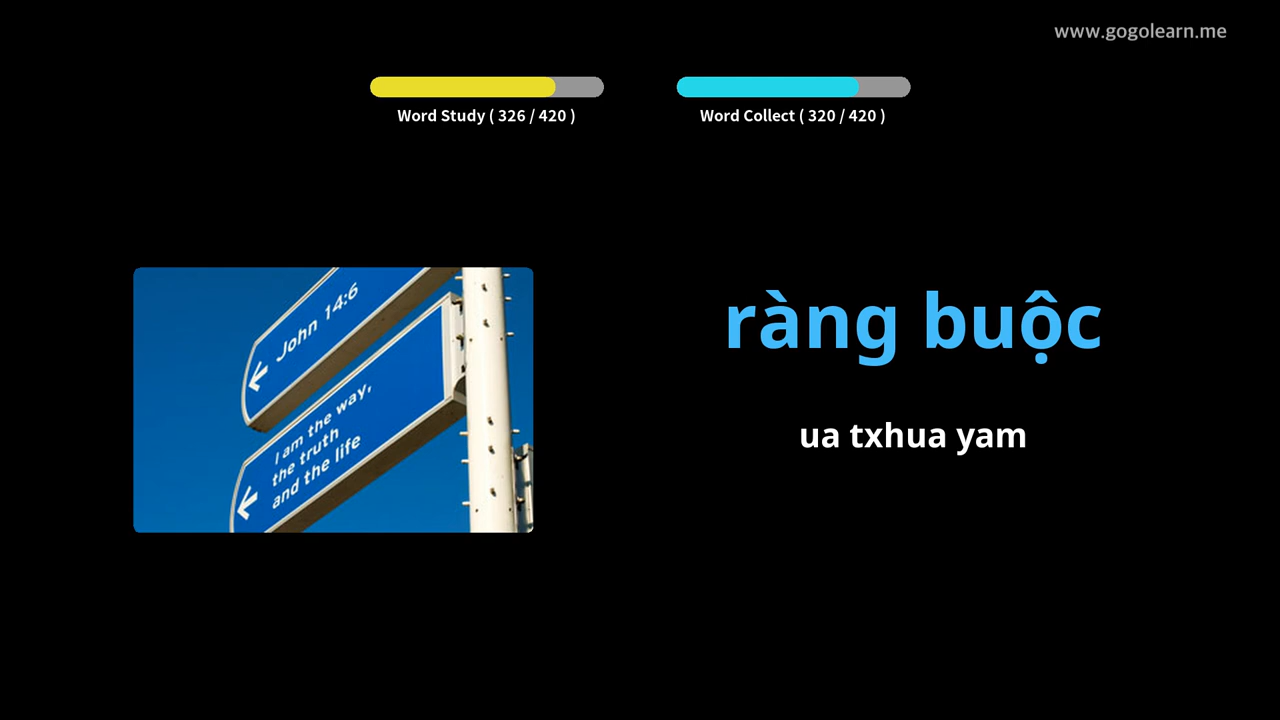 www.gogolearn.me
Word Study ( 326 / 420 )
Word Collect ( 320 / 420 )
John 14:6
I am the way,
the truth
and the life
ràng buộc
ua txhua yam